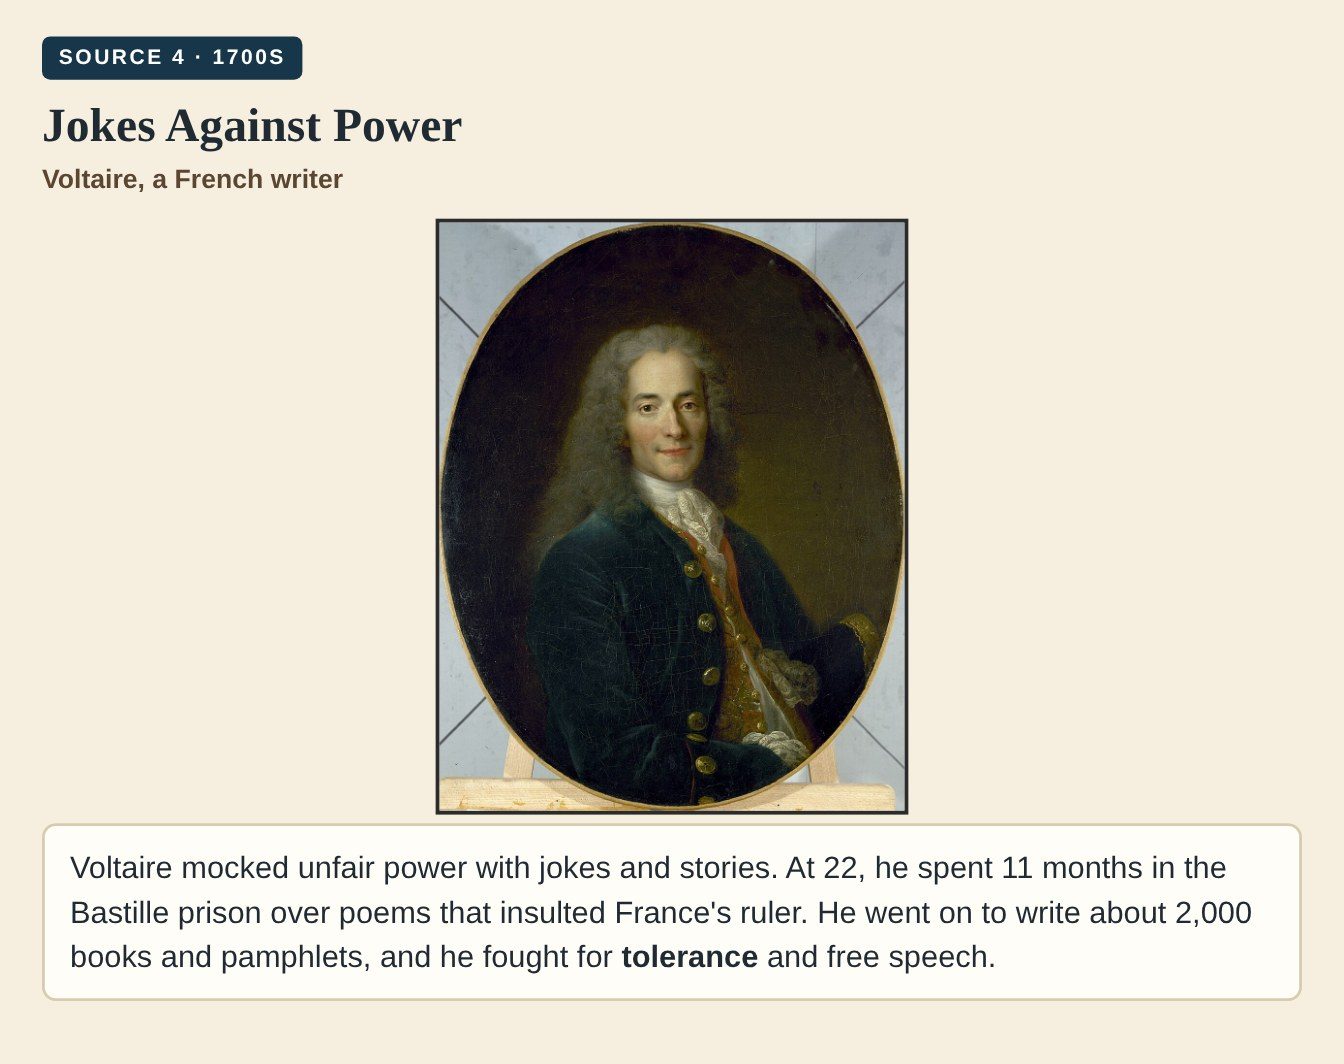 SOURCE 4 · 1700S
Jokes Against Power
Voltaire, a French writer
Voltaire mocked unfair power with jokes and stories. At 22, he spent 11 months in the
Bastille prison over poems that insulted France's ruler. He went on to write about 2,000
books and pamphlets, and he fought for tolerance and free speech.